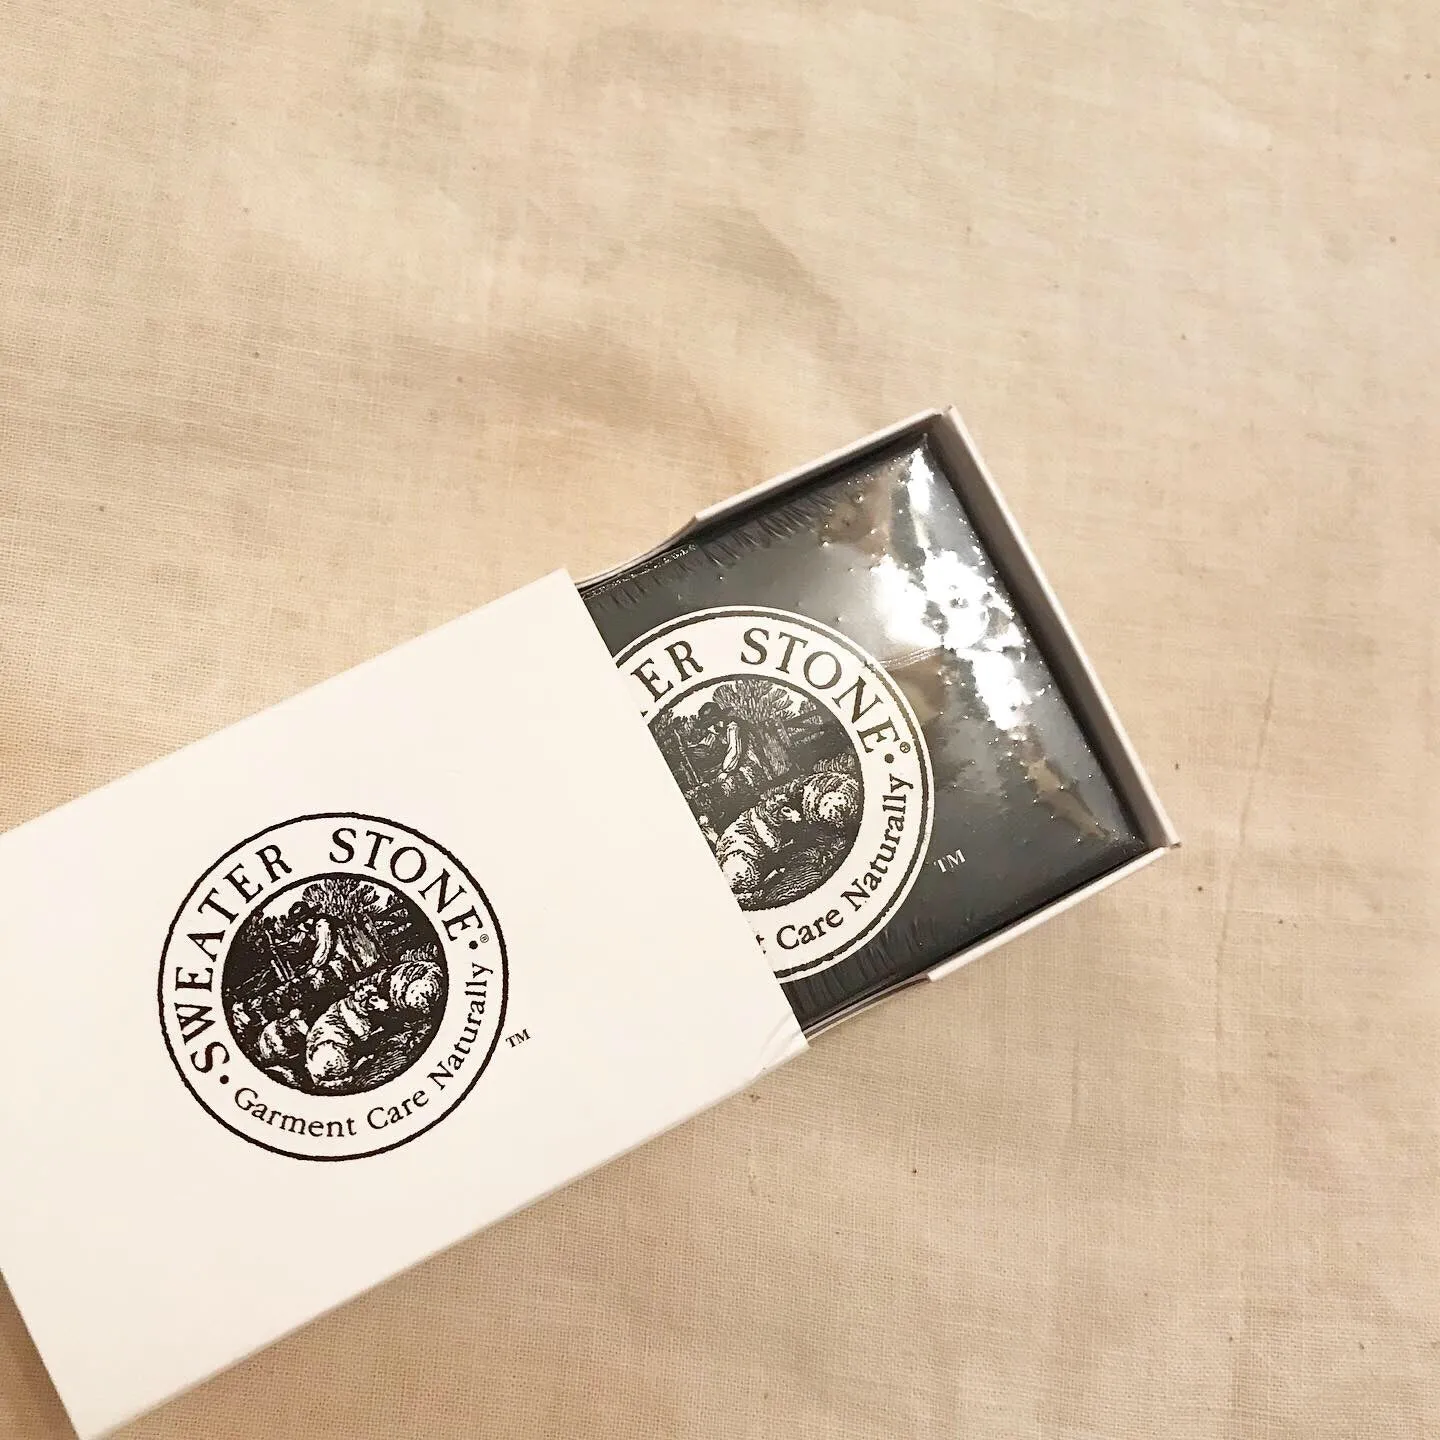 SWEATER STONE®
• Garment Care Naturally •
TM
ER STONE®
Care Naturally •
TM